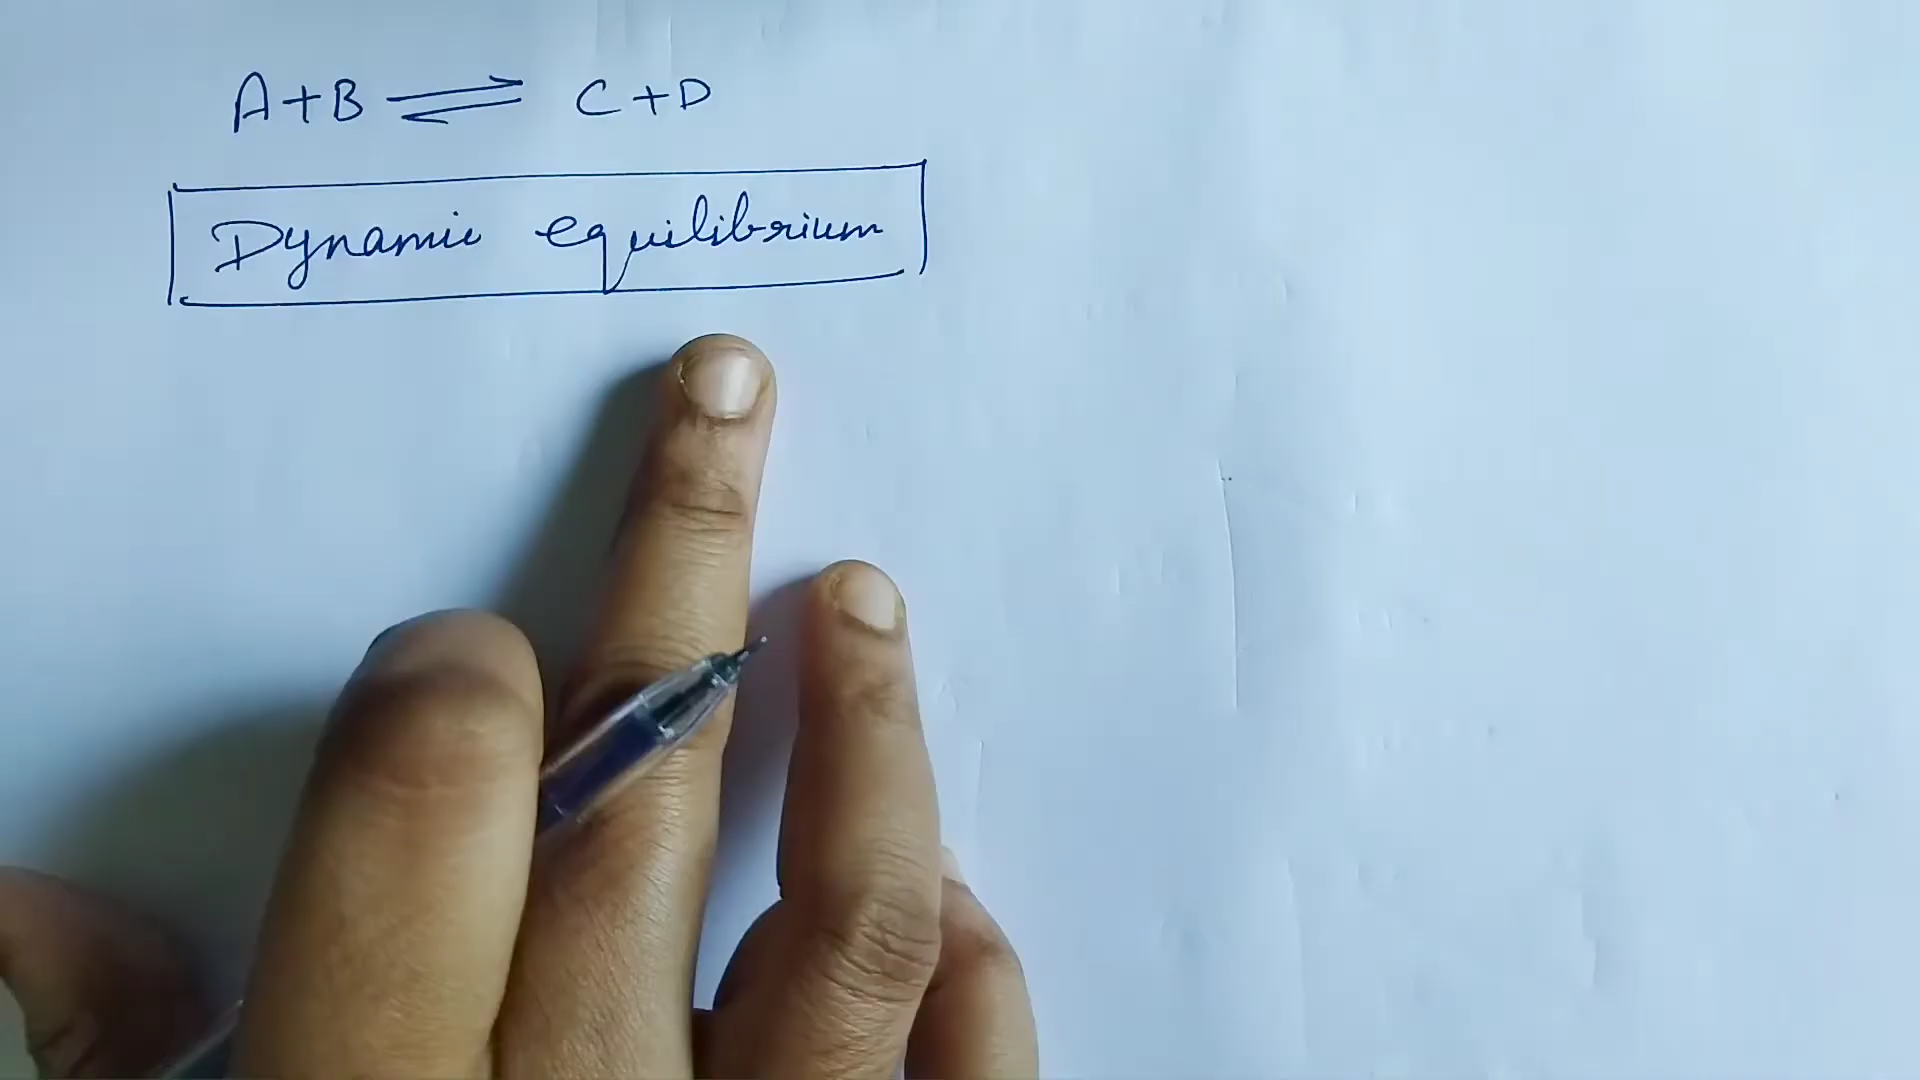 A + B ⇌ C + D
Dynamic equilibrium